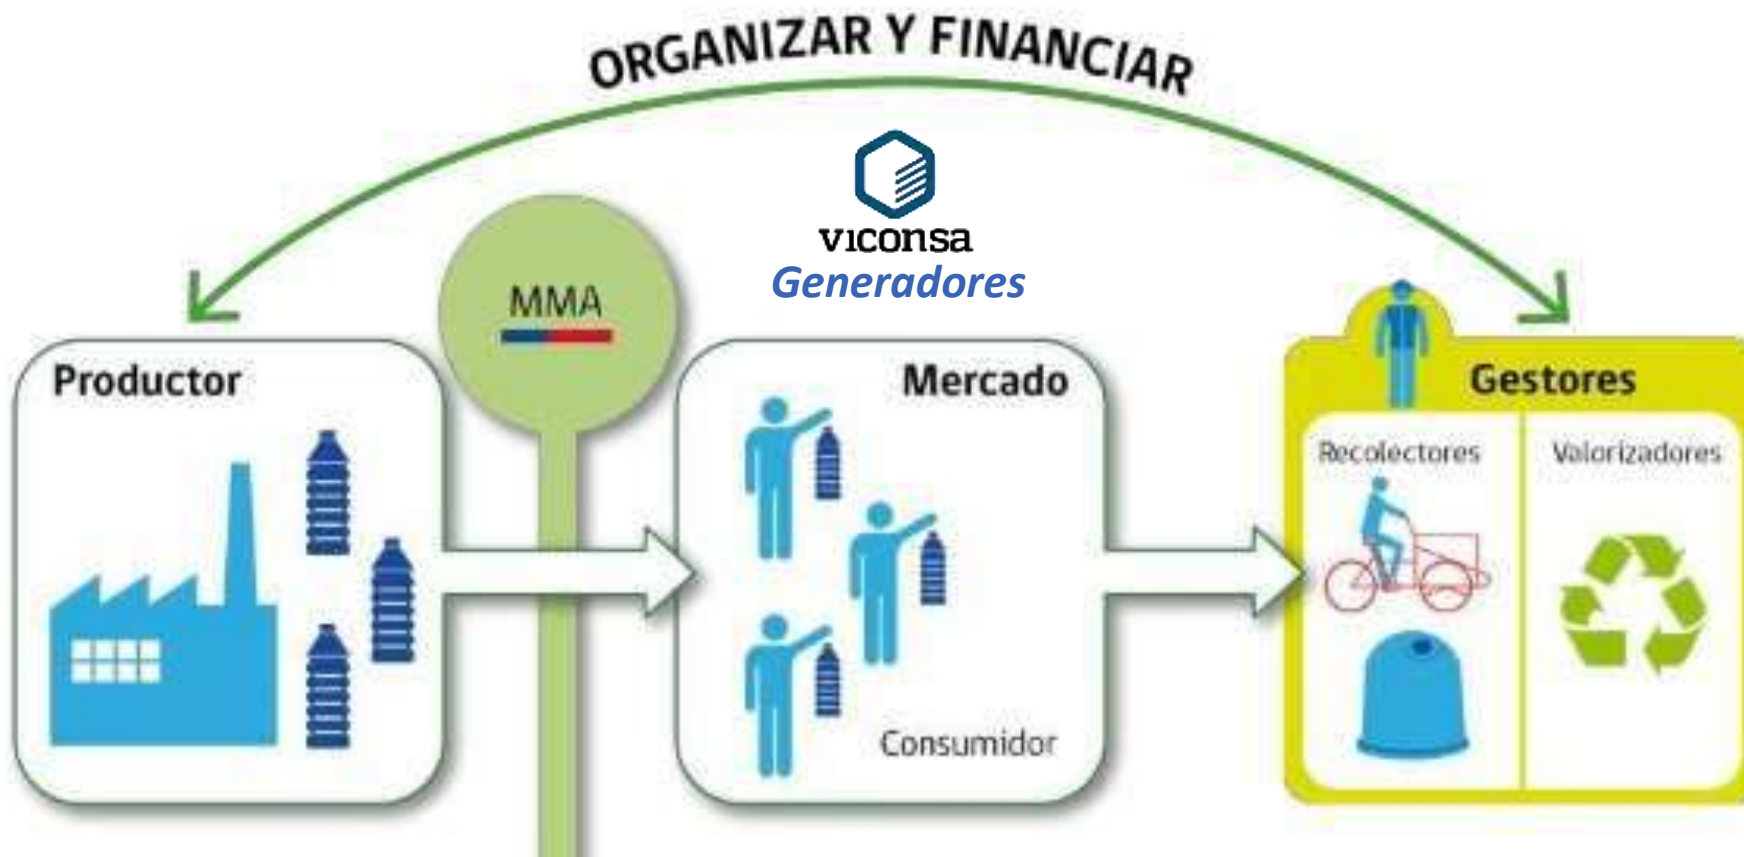 ORGANIZAR Y FINANCIAR
viconsa
Generadores
MMA
Productor
Mercado
Consumidor
Gestores
Recolectores
Valorizadores